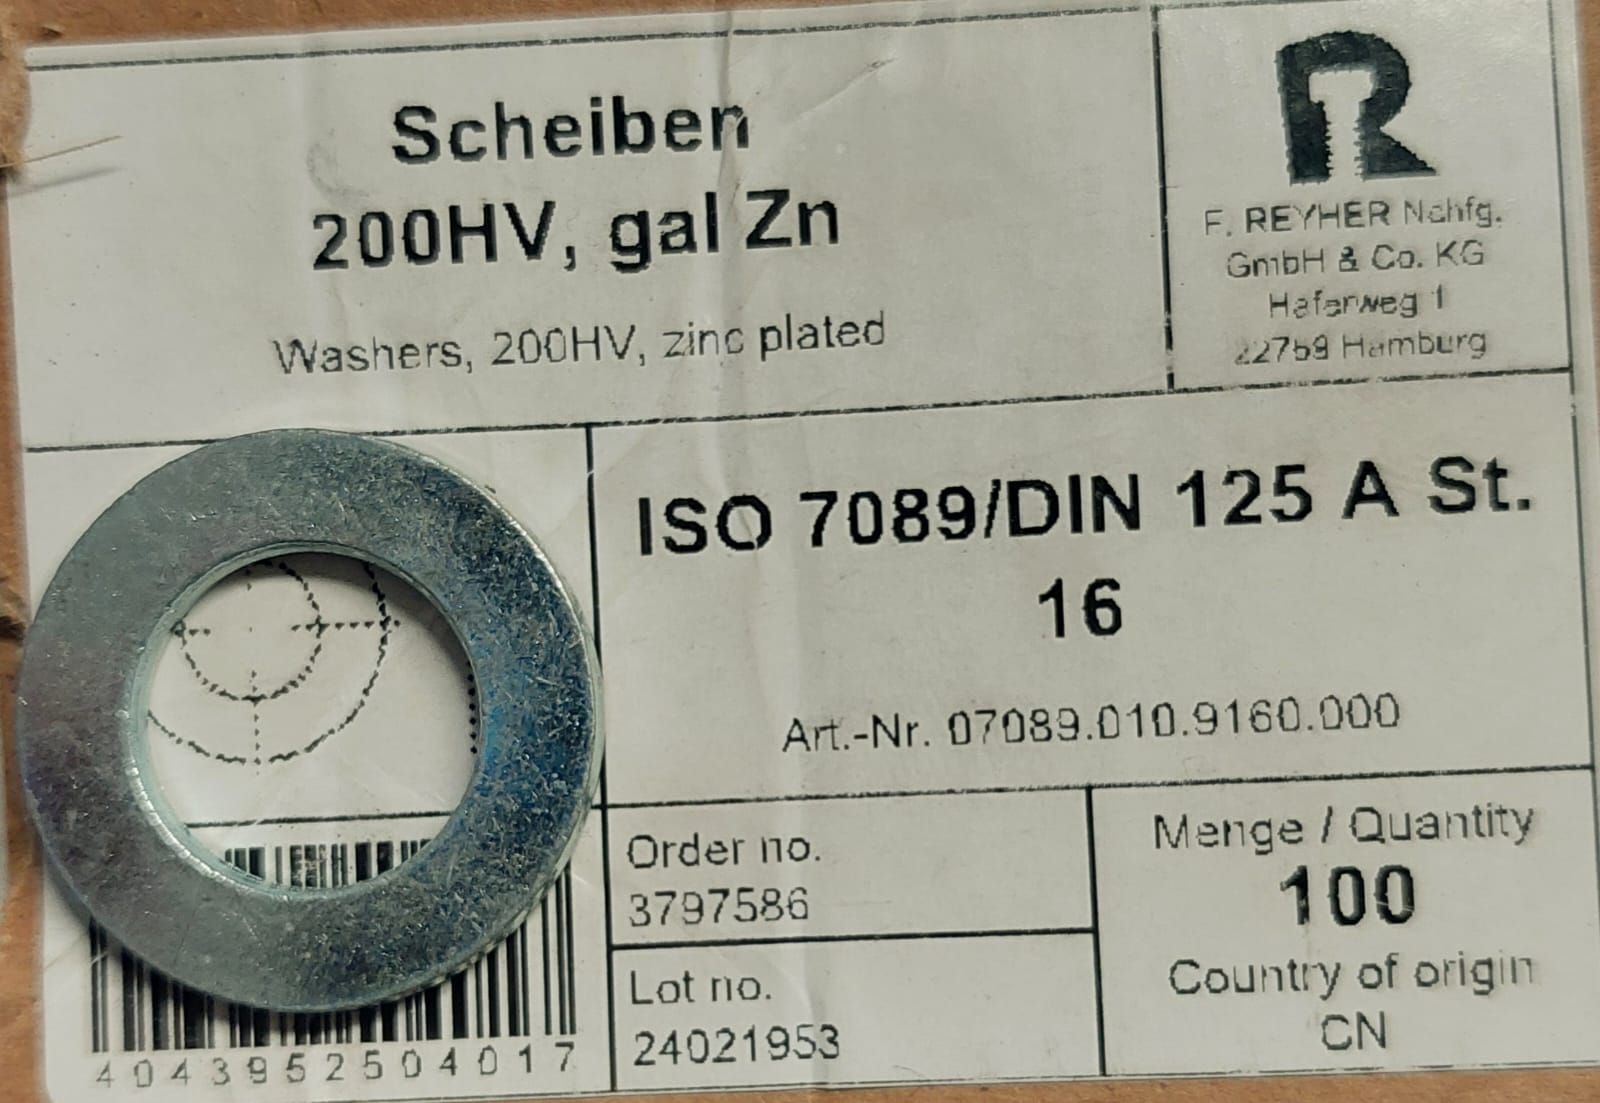 Scheiben
200HV, gal Zn
Washers, 200HV, zinc plated
R
F. REYHER Nchfg.
GmbH & Co. KG
Haferweg 1
22769 Hamburg
ISO 7089/DIN 125 A St.
16
Art.-Nr. 07089.010.9160.000
Order no.
3797586
Lot no.
24021953
Menge / Quantity
100
Country of origin
CN
4043952504017